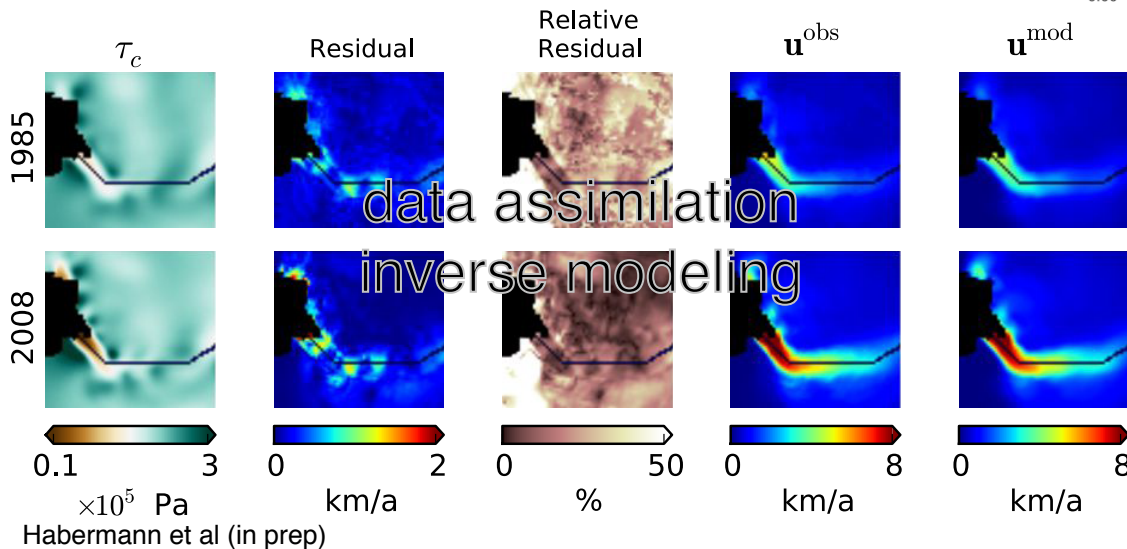 τc Residual Relative Residual u^obs u^mod
1985
data assimilation
inverse modeling
2008
0.1 3 0 2 0 50 0 8 0 8
×10^5 Pa km/a % km/a km/a
Habermann et al (in prep)